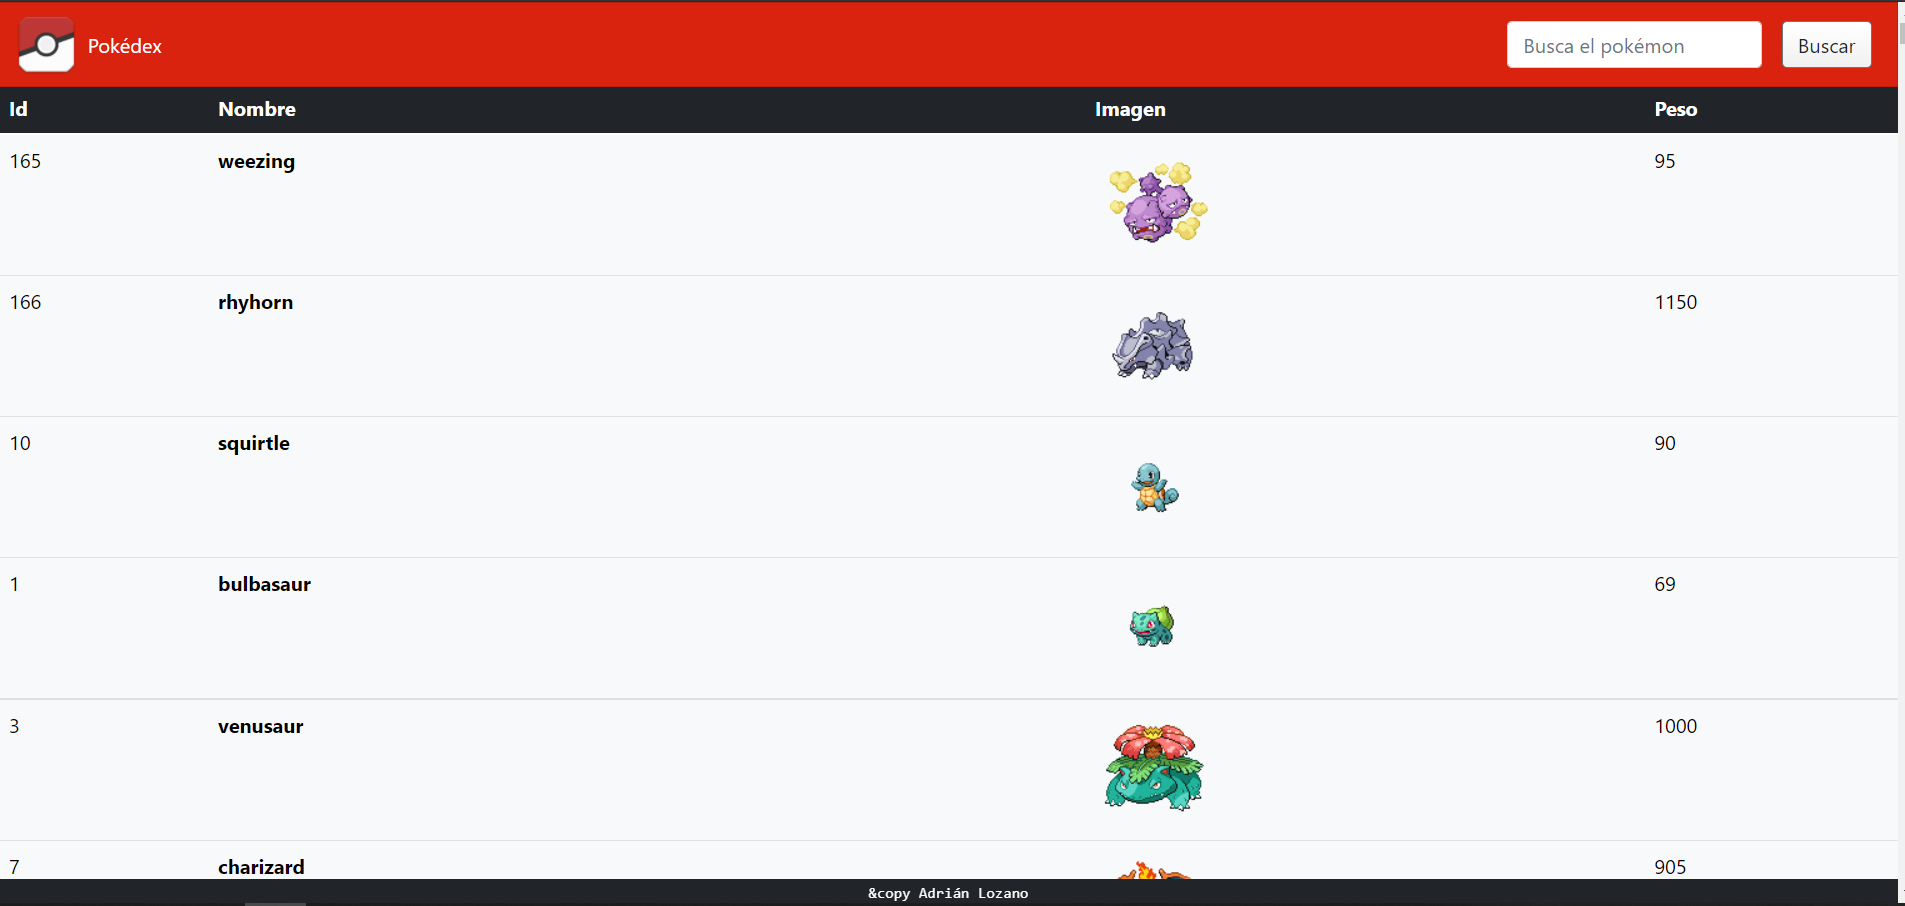 Pokédex Busca el pokémon Buscar
Id Nombre Imagen Peso
165 weezing 95
166 rhyhorn 1150
10 squirtle 90
1 bulbasaur 69
3 venusaur 1000
7 charizard 905
&copy Adrián Lozano